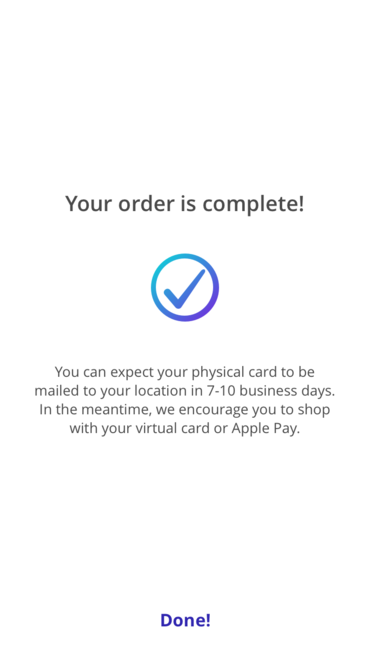 Your order is complete!
You can expect your physical card to be
mailed to your location in 7-10 business days.
In the meantime, we encourage you to shop
with your virtual card or Apple Pay.
Done!